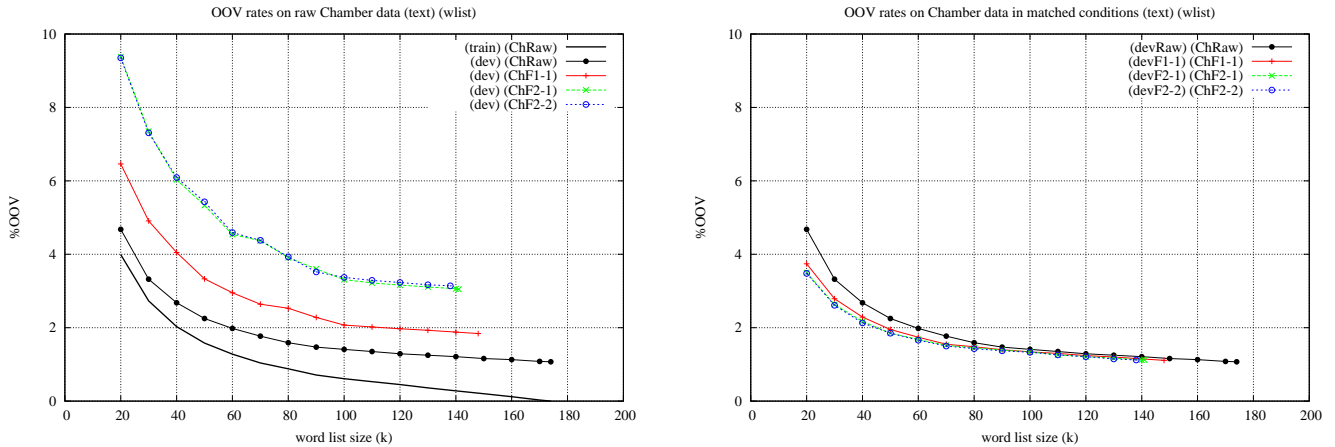 OOV rates on raw Chamber data (text) (wlist)
10
8
6
4
2
0
%OOV
0 20 40 60 80 100 120 140 160 180 200
word list size (k)
(train) (ChRaw)
(dev) (ChRaw)
(dev) (ChF1-1)
(dev) (ChF2-1)
(dev) (ChF2-2)
OOV rates on Chamber data in matched conditions (text) (wlist)
10
8
6
4
2
0
%OOV
0 20 40 60 80 100 120 140 160 180 200
word list size (k)
(devRaw) (ChRaw)
(devF1-1) (ChF1-1)
(devF2-1) (ChF2-1)
(devF2-2) (ChF2-2)